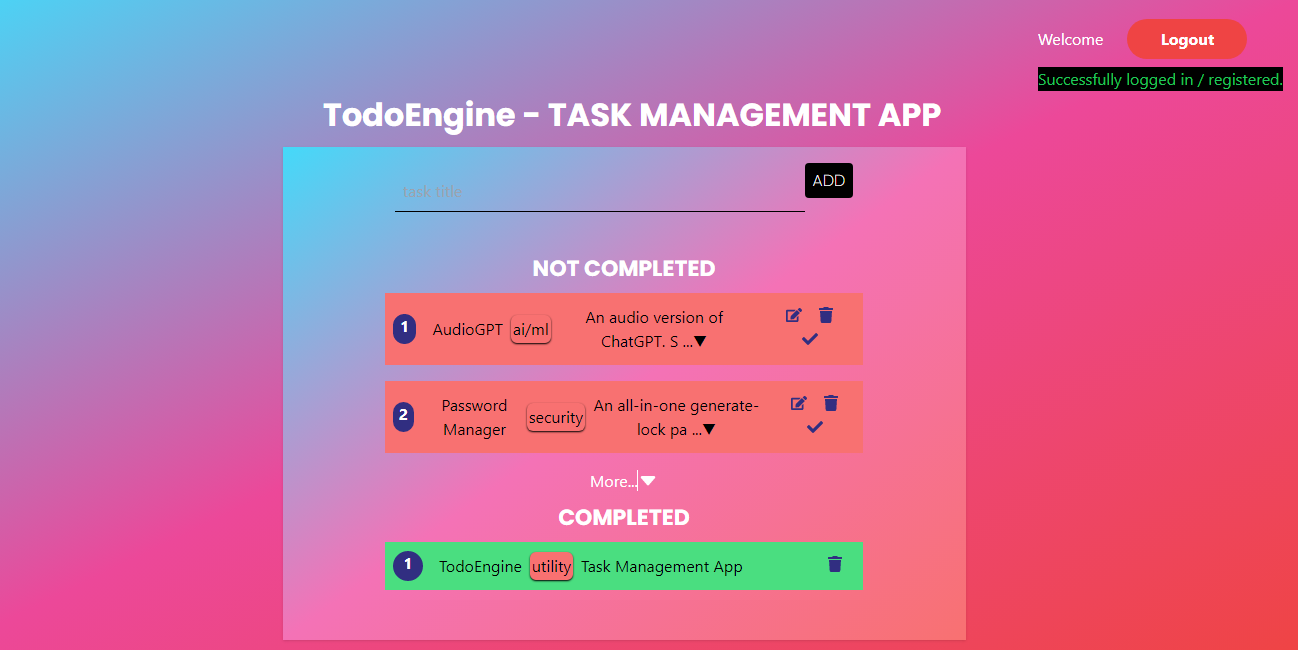 Welcome Logout
Successfully logged in / registered.
TodoEngine - TASK MANAGEMENT APP
task title ADD
NOT COMPLETED
1 AudioGPT ai/ml An audio version of
ChatGPT. S ...▼
2 Password security An all-in-one generate-
Manager lock pa ...▼
More...
COMPLETED
1 TodoEngine utility Task Management App